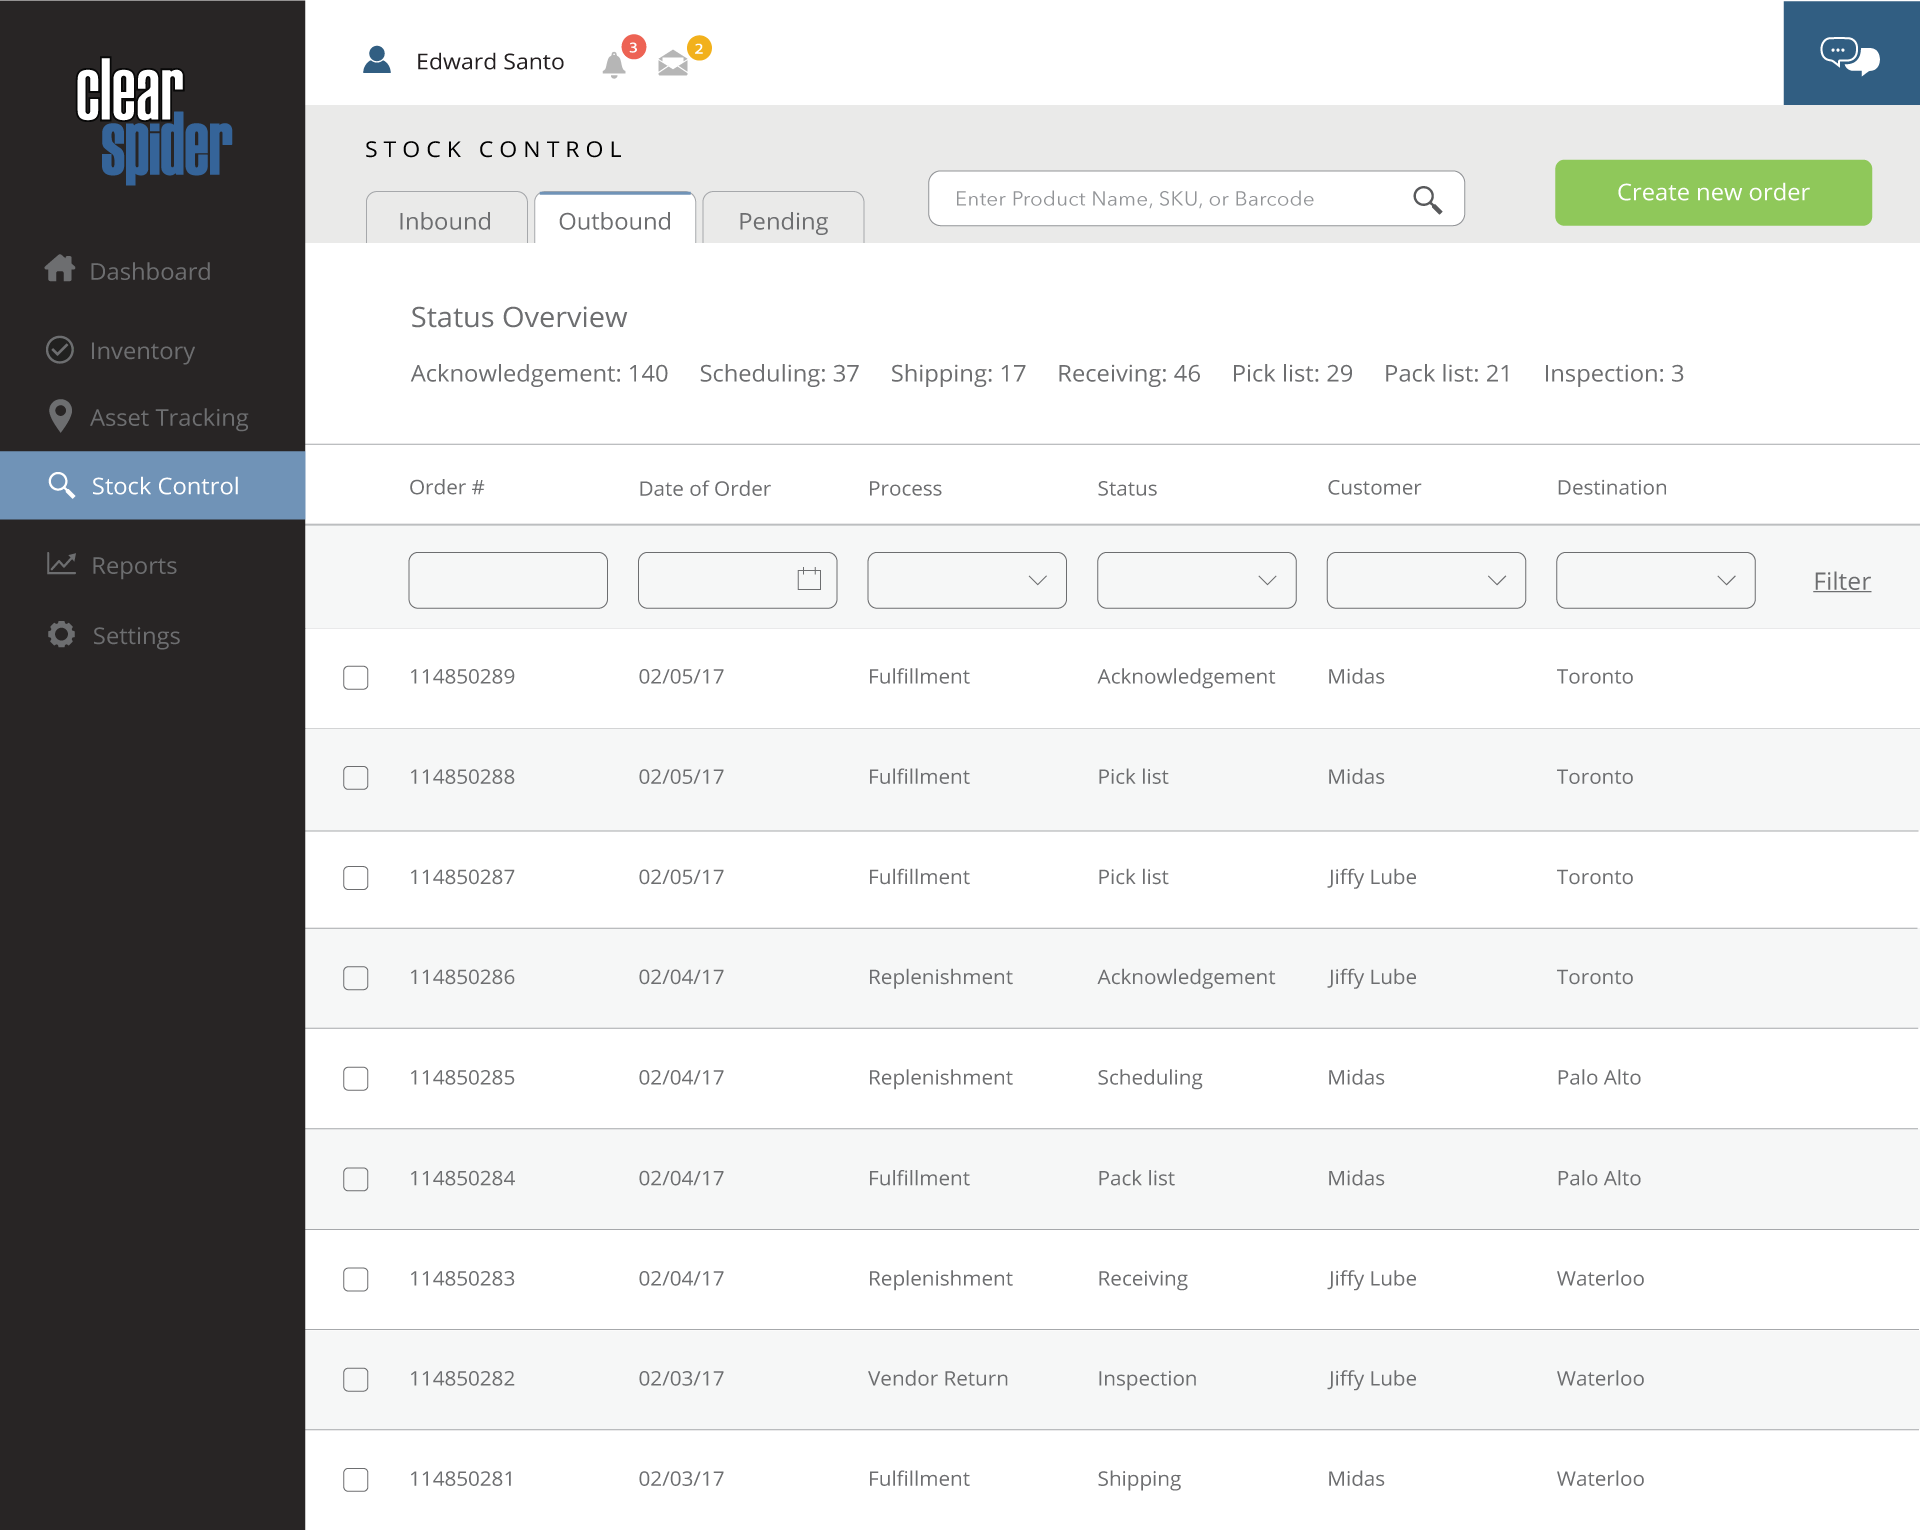 clear
spider
Edward Santo 3 2
STOCK CONTROL
Inbound Outbound Pending
Enter Product Name, SKU, or Barcode
Create new order
Dashboard
Inventory
Asset Tracking
Stock Control
Reports
Settings
Status Overview
Acknowledgement: 140 Scheduling: 37 Shipping: 17 Receiving: 46 Pick list: 29 Pack list: 21 Inspection: 3
Order # Date of Order Process Status Customer Destination
Filter
114850289 02/05/17 Fulfillment Acknowledgement Midas Toronto
114850288 02/05/17 Fulfillment Pick list Midas Toronto
114850287 02/05/17 Fulfillment Pick list Jiffy Lube Toronto
114850286 02/04/17 Replenishment Acknowledgement Jiffy Lube Toronto
114850285 02/04/17 Replenishment Scheduling Midas Palo Alto
114850284 02/04/17 Fulfillment Pack list Midas Palo Alto
114850283 02/04/17 Replenishment Receiving Jiffy Lube Waterloo
114850282 02/03/17 Vendor Return Inspection Jiffy Lube Waterloo
114850281 02/03/17 Fulfillment Shipping Midas Waterloo